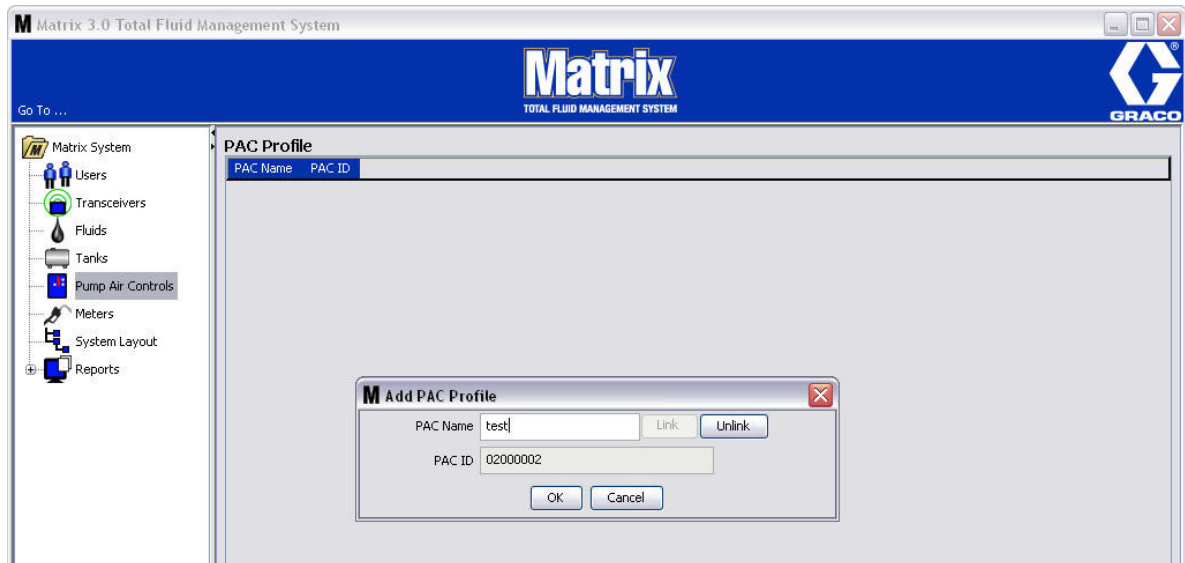 M Matrix 3.0 Total Fluid Management System
Matrix
TOTAL FLUID MANAGEMENT SYSTEM
®
GRACO
Go To ...
Matrix System
Users
Transceivers
Fluids
Tanks
Pump Air Controls
Meters
System Layout
Reports
PAC Profile
PAC Name PAC ID
M Add PAC Profile
PAC Name test Link Unlink
PAC ID 02000002
OK Cancel